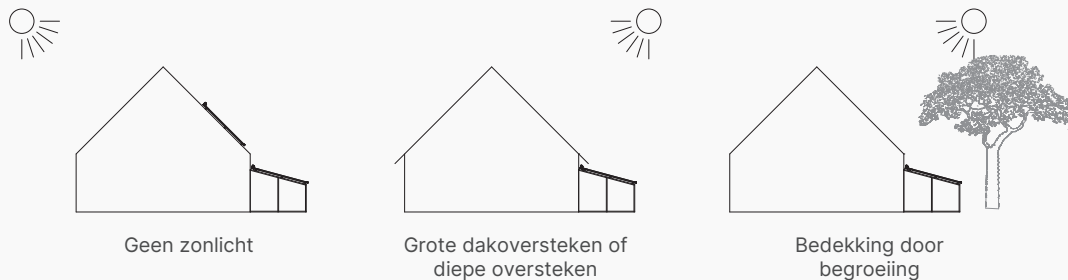 Geen zonlicht
Grote dakoversteken of
diepe oversteken
Bedekking door
begroeiing